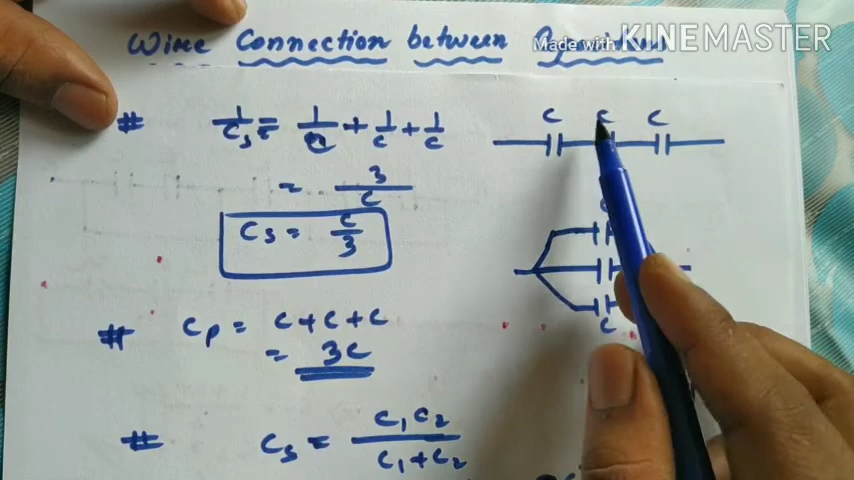 Wire Connection between
Made with KINEMASTER
# 1/Cs = 1/C + 1/C + 1/C
C C C
= 3/C
Cs = C/3
# Cp = C + C + C
= 3C
C
# Cs = C1C2/C1+C2